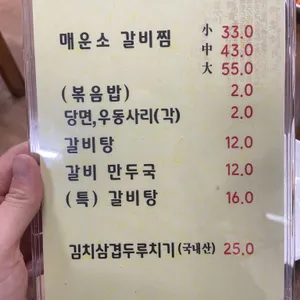 매운소 갈비찜 小 33.0
中 43.0
大 55.0
(볶음밥) 2.0
당면,우동사리(각) 2.0
갈비탕 12.0
갈비 만두국 12.0
(특) 갈비탕 16.0
김치삼겹두루치기(국내산) 25.0